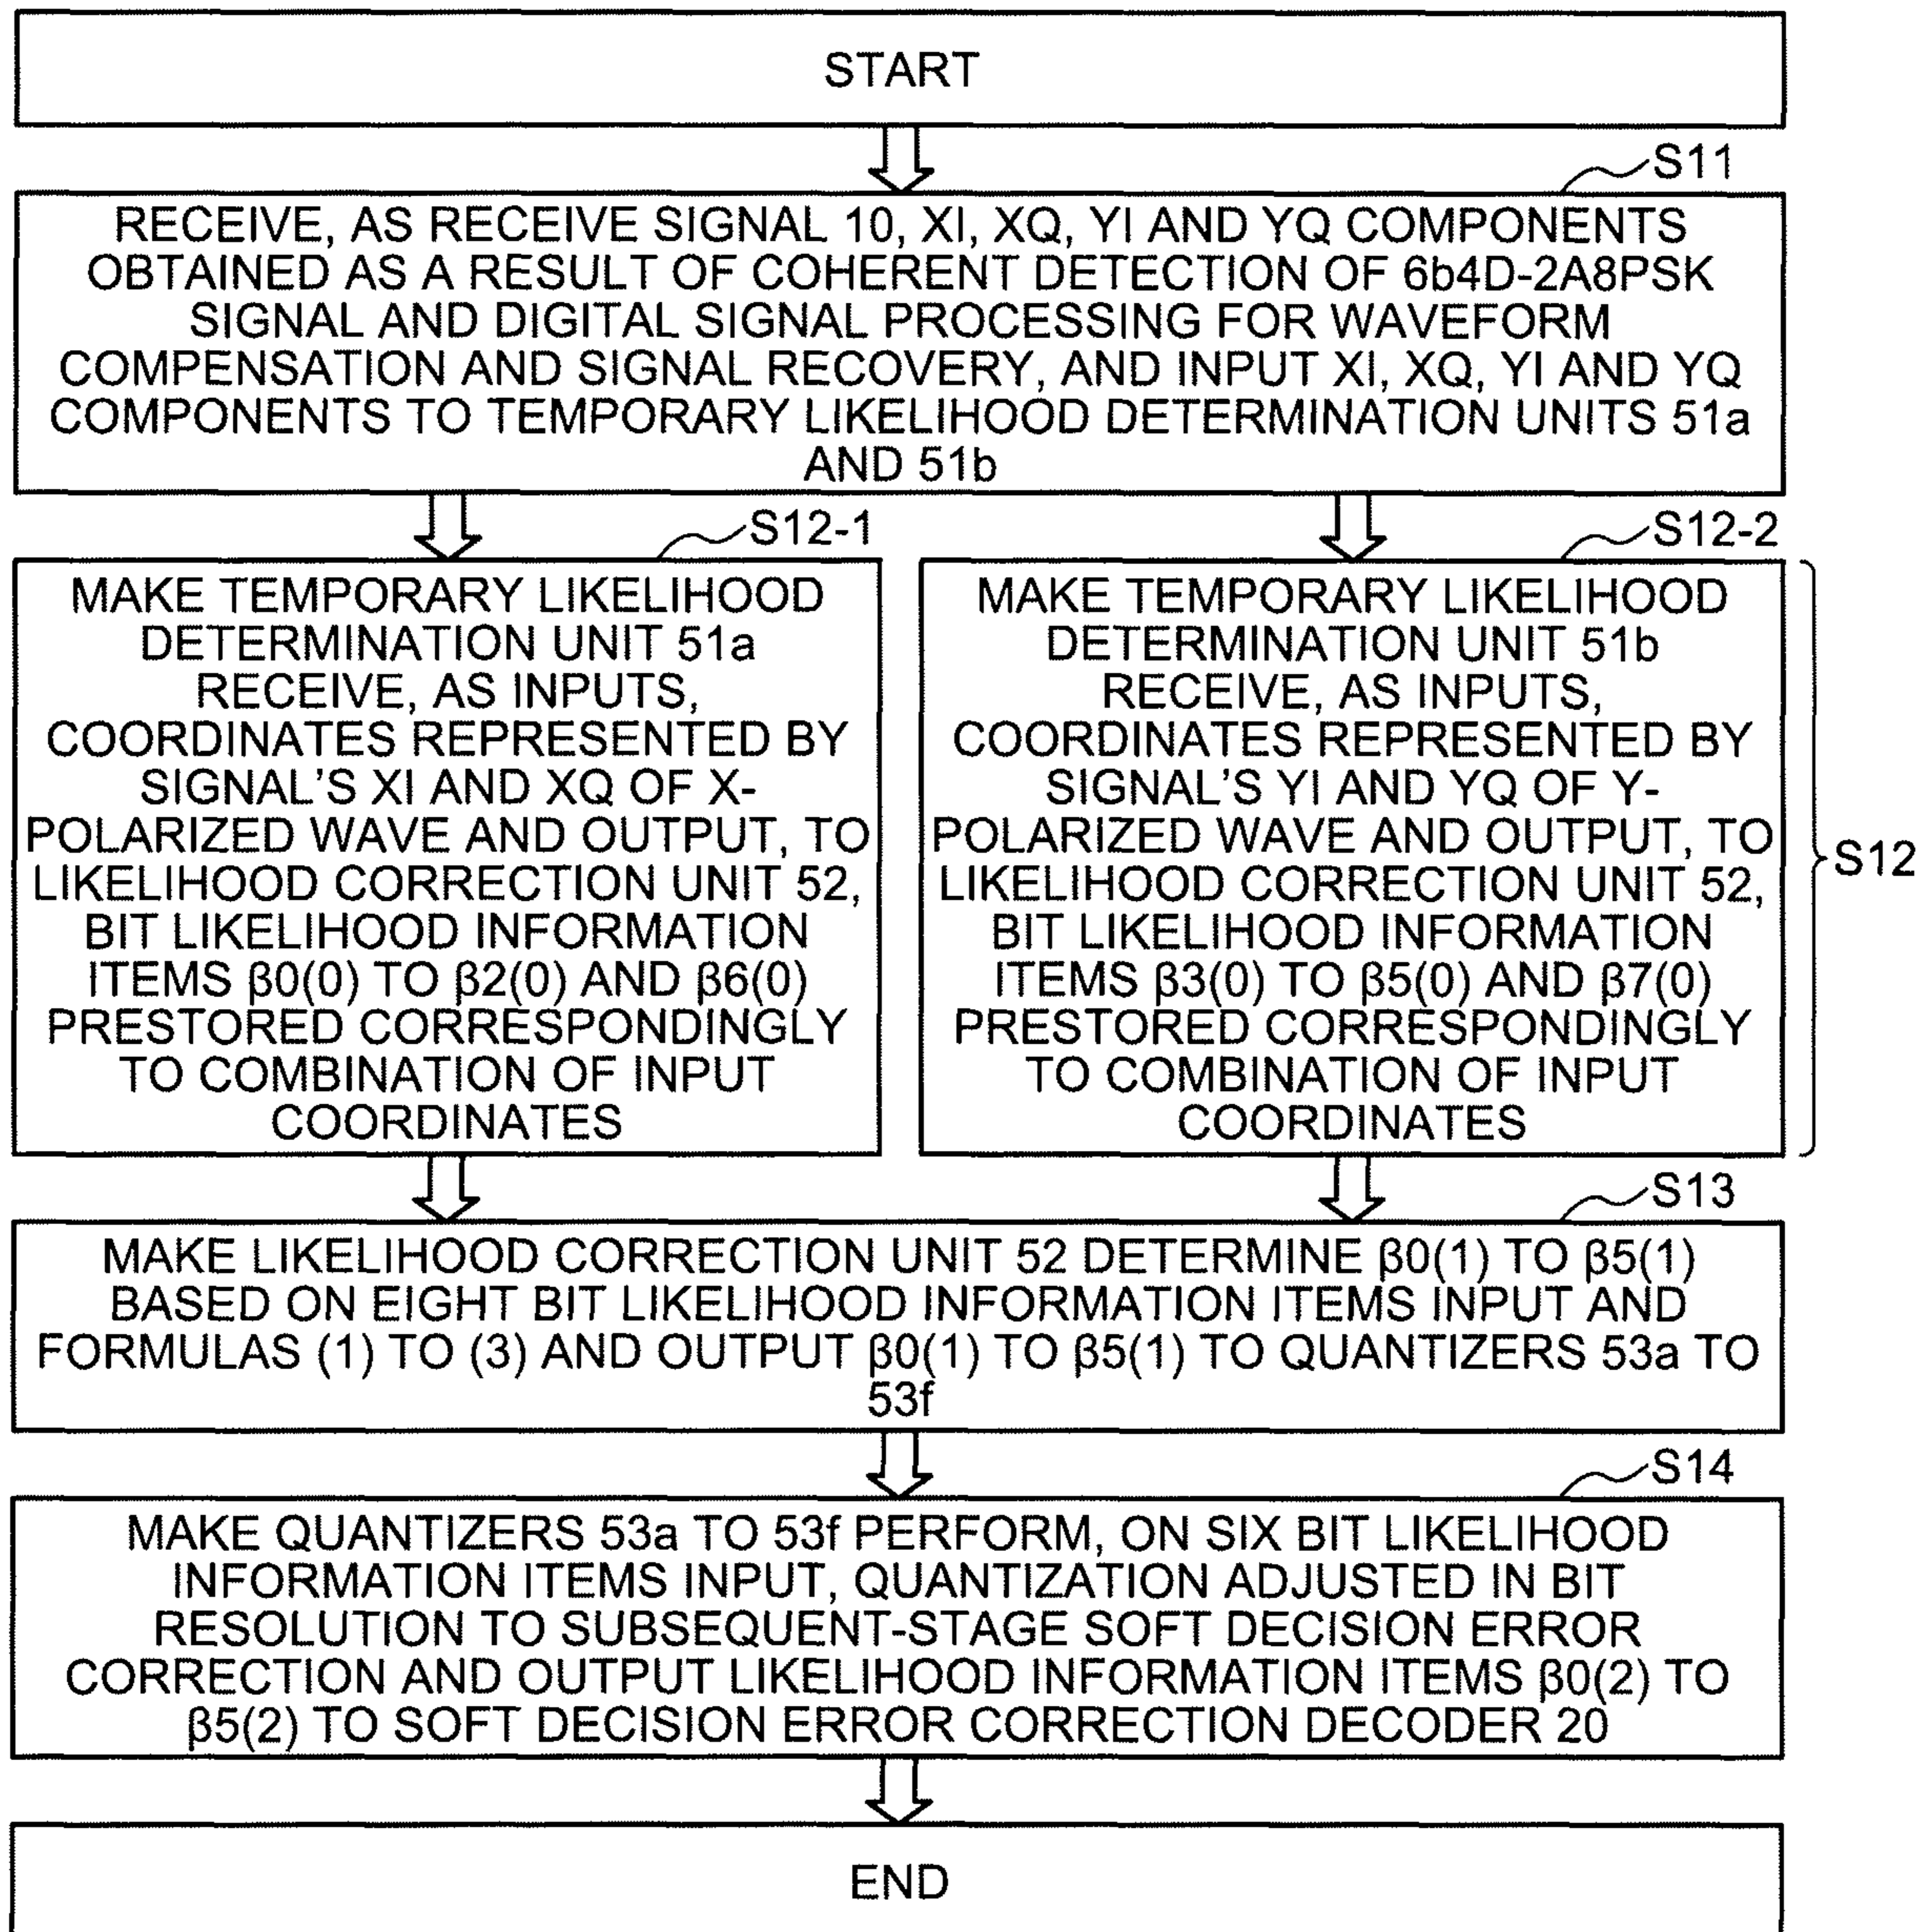 START
S11
RECEIVE, AS RECEIVE SIGNAL 10, XI, XQ, YI AND YQ COMPONENTS
OBTAINED AS A RESULT OF COHERENT DETECTION OF 6b4D-2A8PSK
SIGNAL AND DIGITAL SIGNAL PROCESSING FOR WAVEFORM
COMPENSATION AND SIGNAL RECOVERY, AND INPUT XI, XQ, YI AND YQ
COMPONENTS TO TEMPORARY LIKELIHOOD DETERMINATION UNITS 51a
AND 51b
S12-1
MAKE TEMPORARY LIKELIHOOD
DETERMINATION UNIT 51a
RECEIVE, AS INPUTS,
COORDINATES REPRESENTED BY
SIGNAL'S XI AND XQ OF X-
POLARIZED WAVE AND OUTPUT, TO
LIKELIHOOD CORRECTION UNIT 52,
BIT LIKELIHOOD INFORMATION
ITEMS β0(0) TO β2(0) AND β6(0)
PRESTORED CORRESPONDINGLY
TO COMBINATION OF INPUT
COORDINATES
S12-2
MAKE TEMPORARY LIKELIHOOD
DETERMINATION UNIT 51b
RECEIVE, AS INPUTS,
COORDINATES REPRESENTED BY
SIGNAL'S YI AND YQ OF Y-
POLARIZED WAVE AND OUTPUT, TO
LIKELIHOOD CORRECTION UNIT 52,
BIT LIKELIHOOD INFORMATION
ITEMS β3(0) TO β5(0) AND β7(0)
PRESTORED CORRESPONDINGLY
TO COMBINATION OF INPUT
COORDINATES
S12
S13
MAKE LIKELIHOOD CORRECTION UNIT 52 DETERMINE β0(1) TO β5(1)
BASED ON EIGHT BIT LIKELIHOOD INFORMATION ITEMS INPUT AND
FORMULAS (1) TO (3) AND OUTPUT β0(1) TO β5(1) TO QUANTIZERS 53a TO
53f
S14
MAKE QUANTIZERS 53a TO 53f PERFORM, ON SIX BIT LIKELIHOOD
INFORMATION ITEMS INPUT, QUANTIZATION ADJUSTED IN BIT
RESOLUTION TO SUBSEQUENT-STAGE SOFT DECISION ERROR
CORRECTION AND OUTPUT LIKELIHOOD INFORMATION ITEMS β0(2) TO
β5(2) TO SOFT DECISION ERROR CORRECTION DECODER 20
END